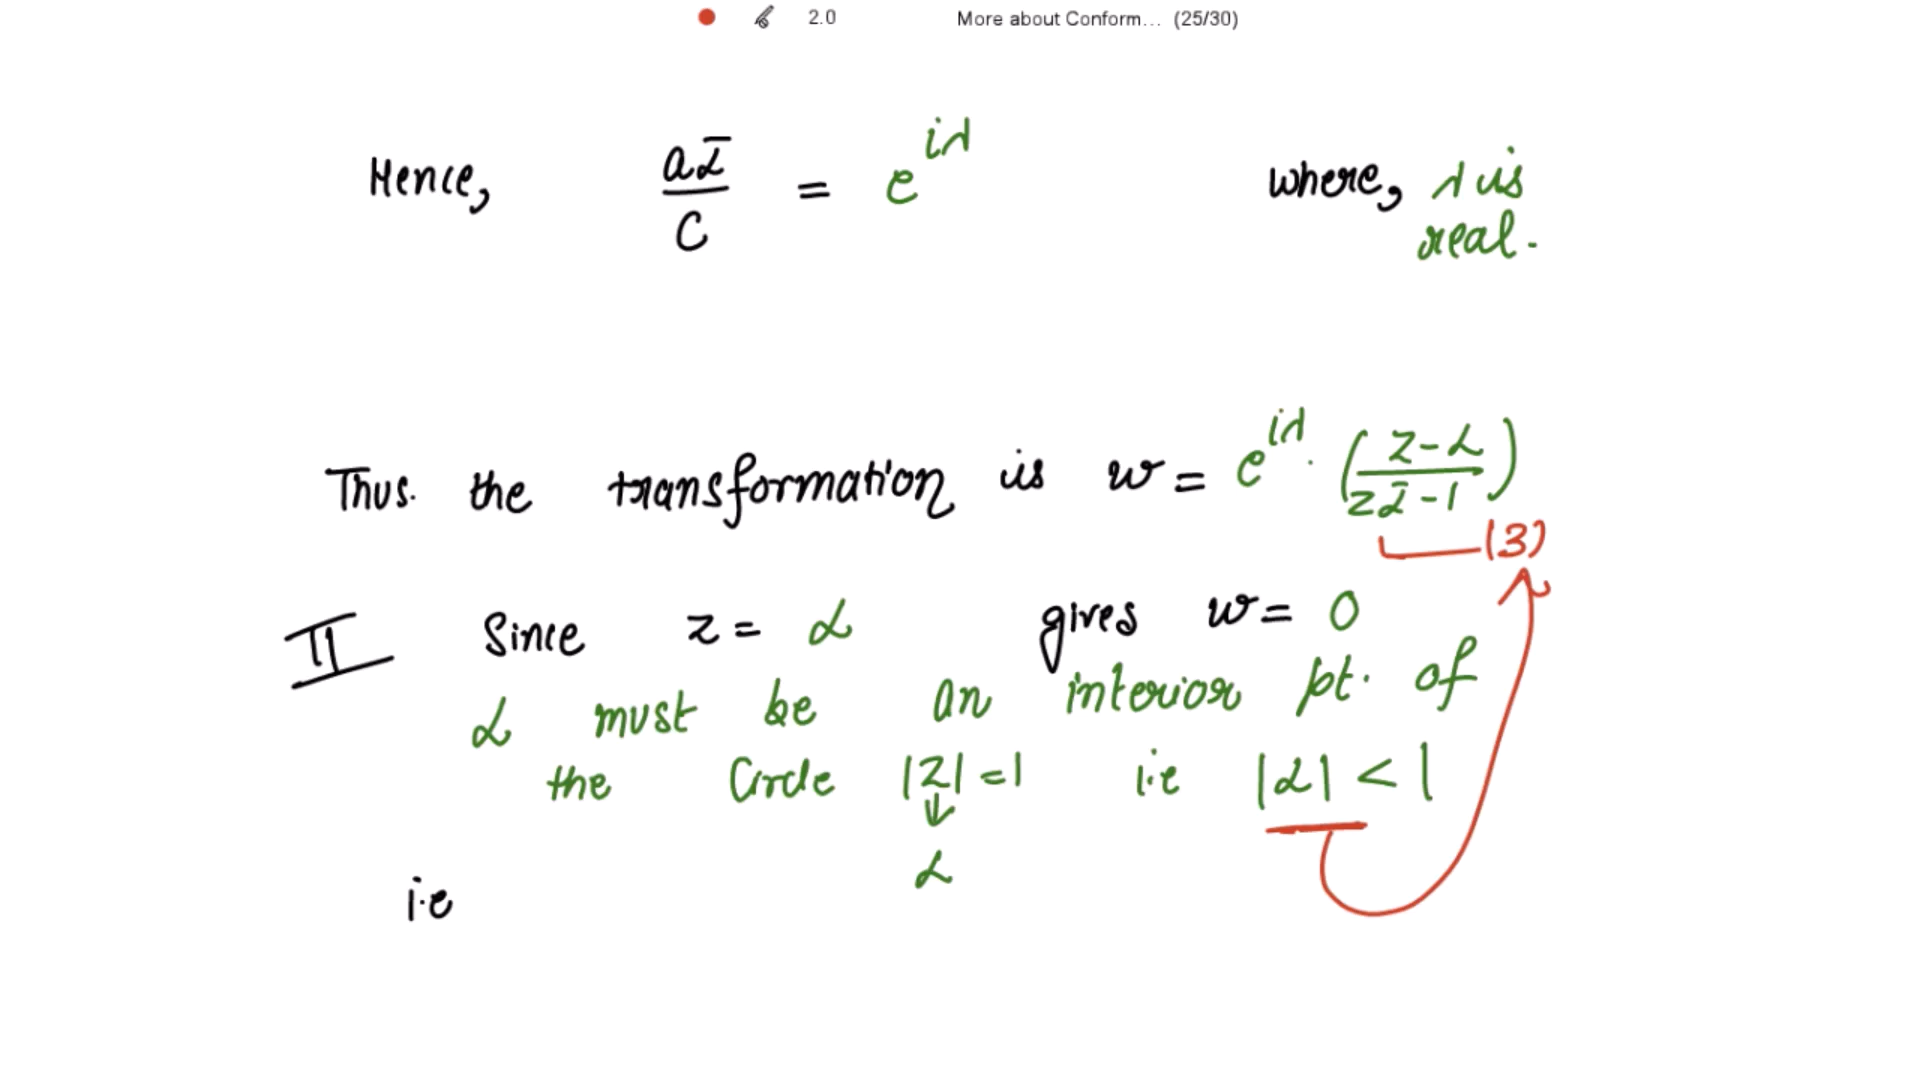 2.0 More about Conform... (25/30)
Hence, aᾱ/C = e^{iλ} where, λ is
real.
Thus the transformation is w = e^{iλ}. (z-α / zᾱ-1)
(3)
II Since z = α gives w = 0
α must be an interior pt. of
the Circle |z| = 1 i.e |α| < 1
↓
α
i.e